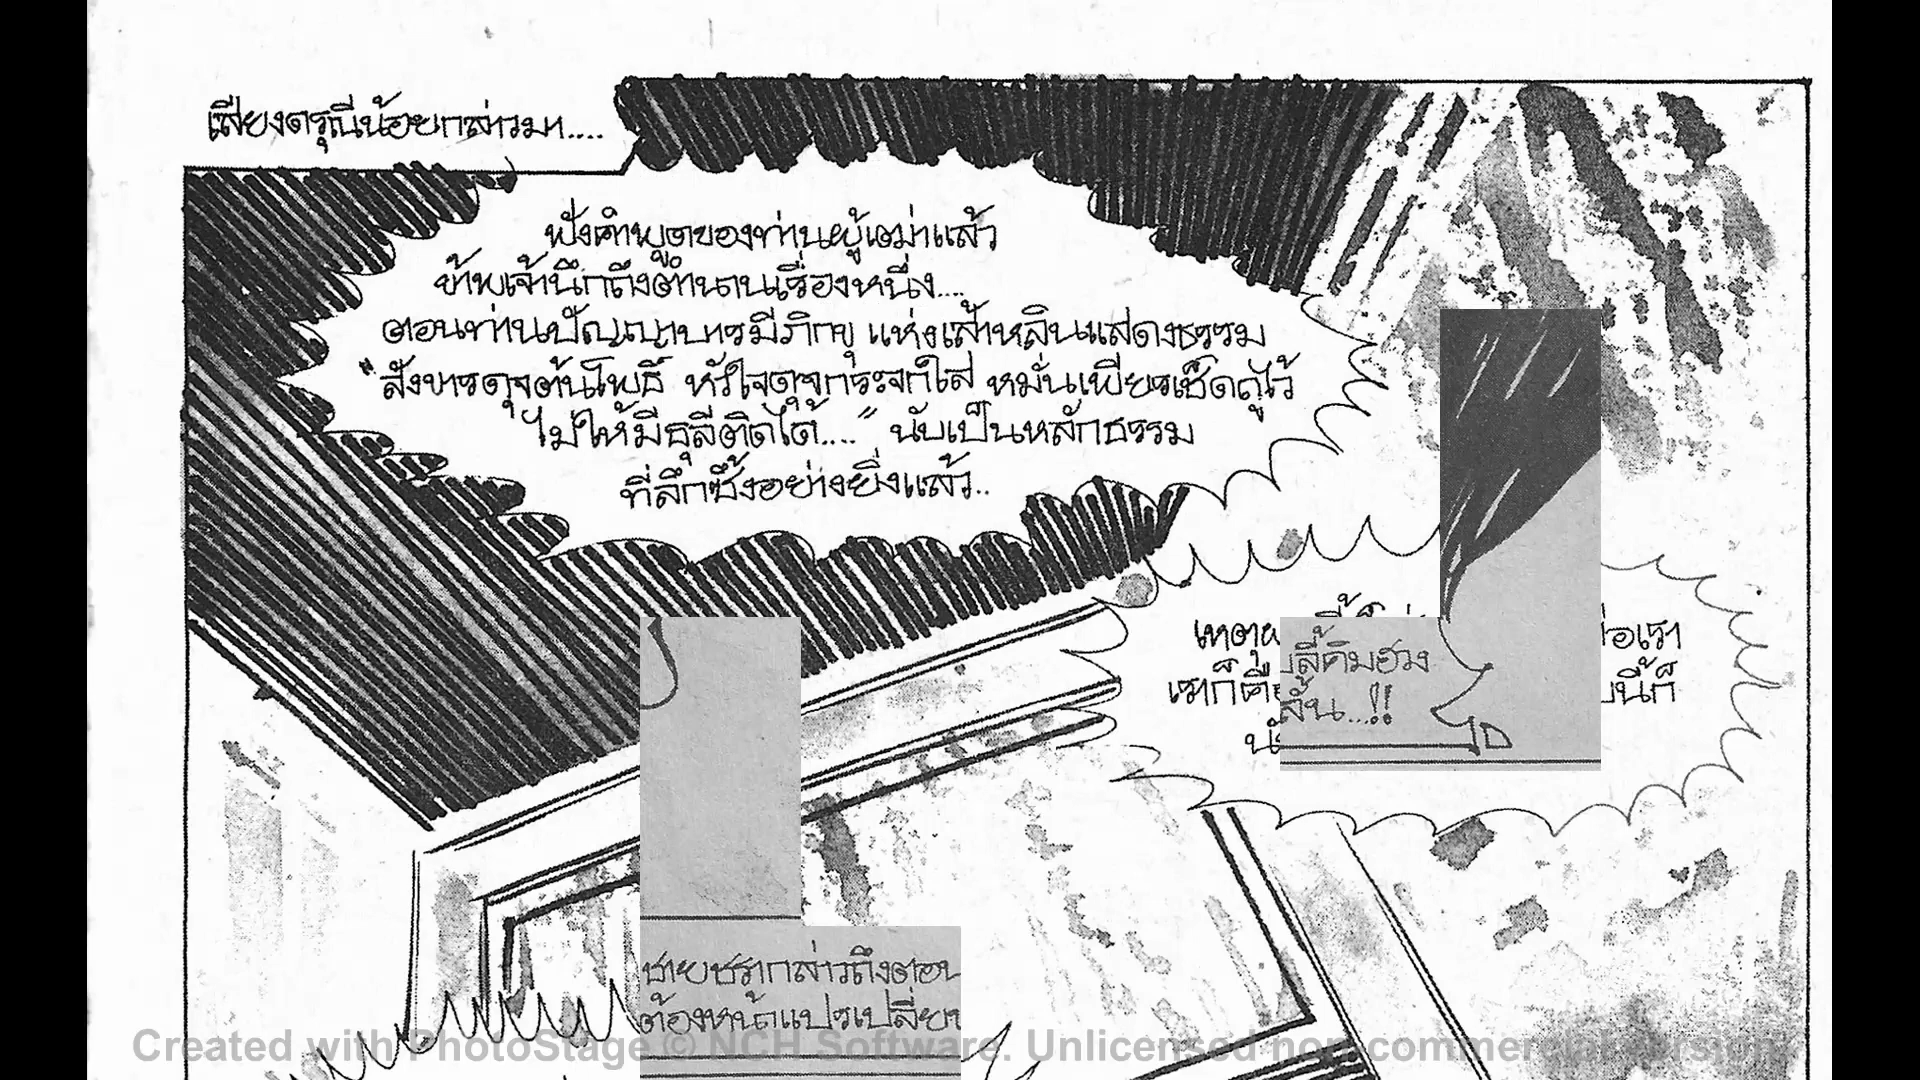 เสียงดรุณีน้อยกล่าวมา....
ฟังคำพูดของท่านผู้เฒ่าแล้ว
ข้าพเจ้านึกถึงตำนานเรื่องหนึ่ง....
ตอนท่านปัญญาบารมีภิกขุ แห่งเส้าหลินแสดงธรรม
"สังขารดุจต้นโพธิ์ หัวใจดุจกระจกใส หมั่นเพียรเช็ดถูไว้
ไม่ให้มีธุลีติดได้...." นับเป็นหลักธรรม
ที่ลึกซึ้งอย่างยิ่งแล้ว..
เราก็คือ
นี้ก็
ลี้คิมฮวง
สั้น...!!
ชายชรากล่าวถึงตอน
ต้องหน้าแปรเปลี่ยน
Created with PhotoStage © NCH Software. Unlicensed non-commercial version